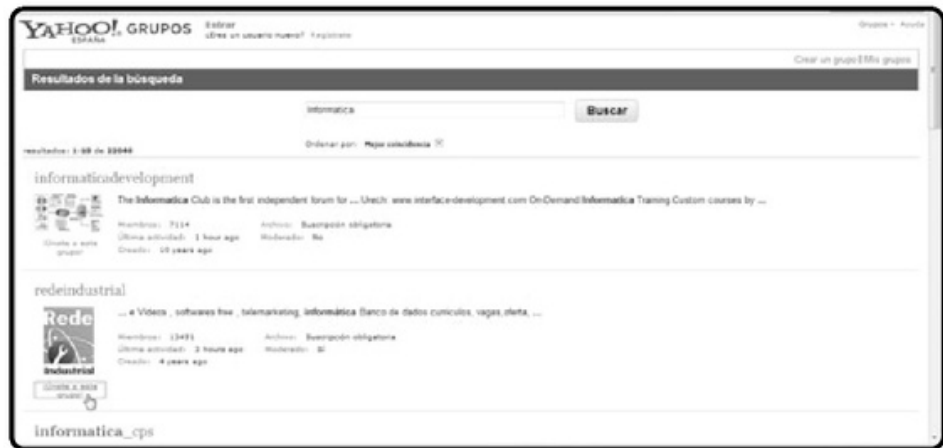 YAHOO! GRUPOS
ESPAÑA
Entrar
¿Eres un usuario nuevo? Regístrate
Grupos - Ayuda
Crear un grupo | Mis grupos
Resultados de la búsqueda
informatica
Buscar
Ordenar por: Mejor coincidencia
resultados: 1-10 de
informaticadevelopment
The Informatica Club is the first independent forum for ... Urech: www.interface-development.com On-Demand Informatica Training Custom courses by ...
Miembros: 7114 Archivo: Suscripción obligatoria
Última actividad: 1 hour ago Moderado: No
Creado: 10 years ago
¡Únete a este
grupo!
redeindustrial
... e Videos , softwares free , telemarketing, informática Banco de dados curriculos, vagas, oferta, ...
Rede
Industrial
Miembros: 13451 Archivo: Suscripción obligatoria
Última actividad: 2 hours ago Moderado: Sí
Creado: 4 years ago
¡Únete a este
grupo!
informatica_cps